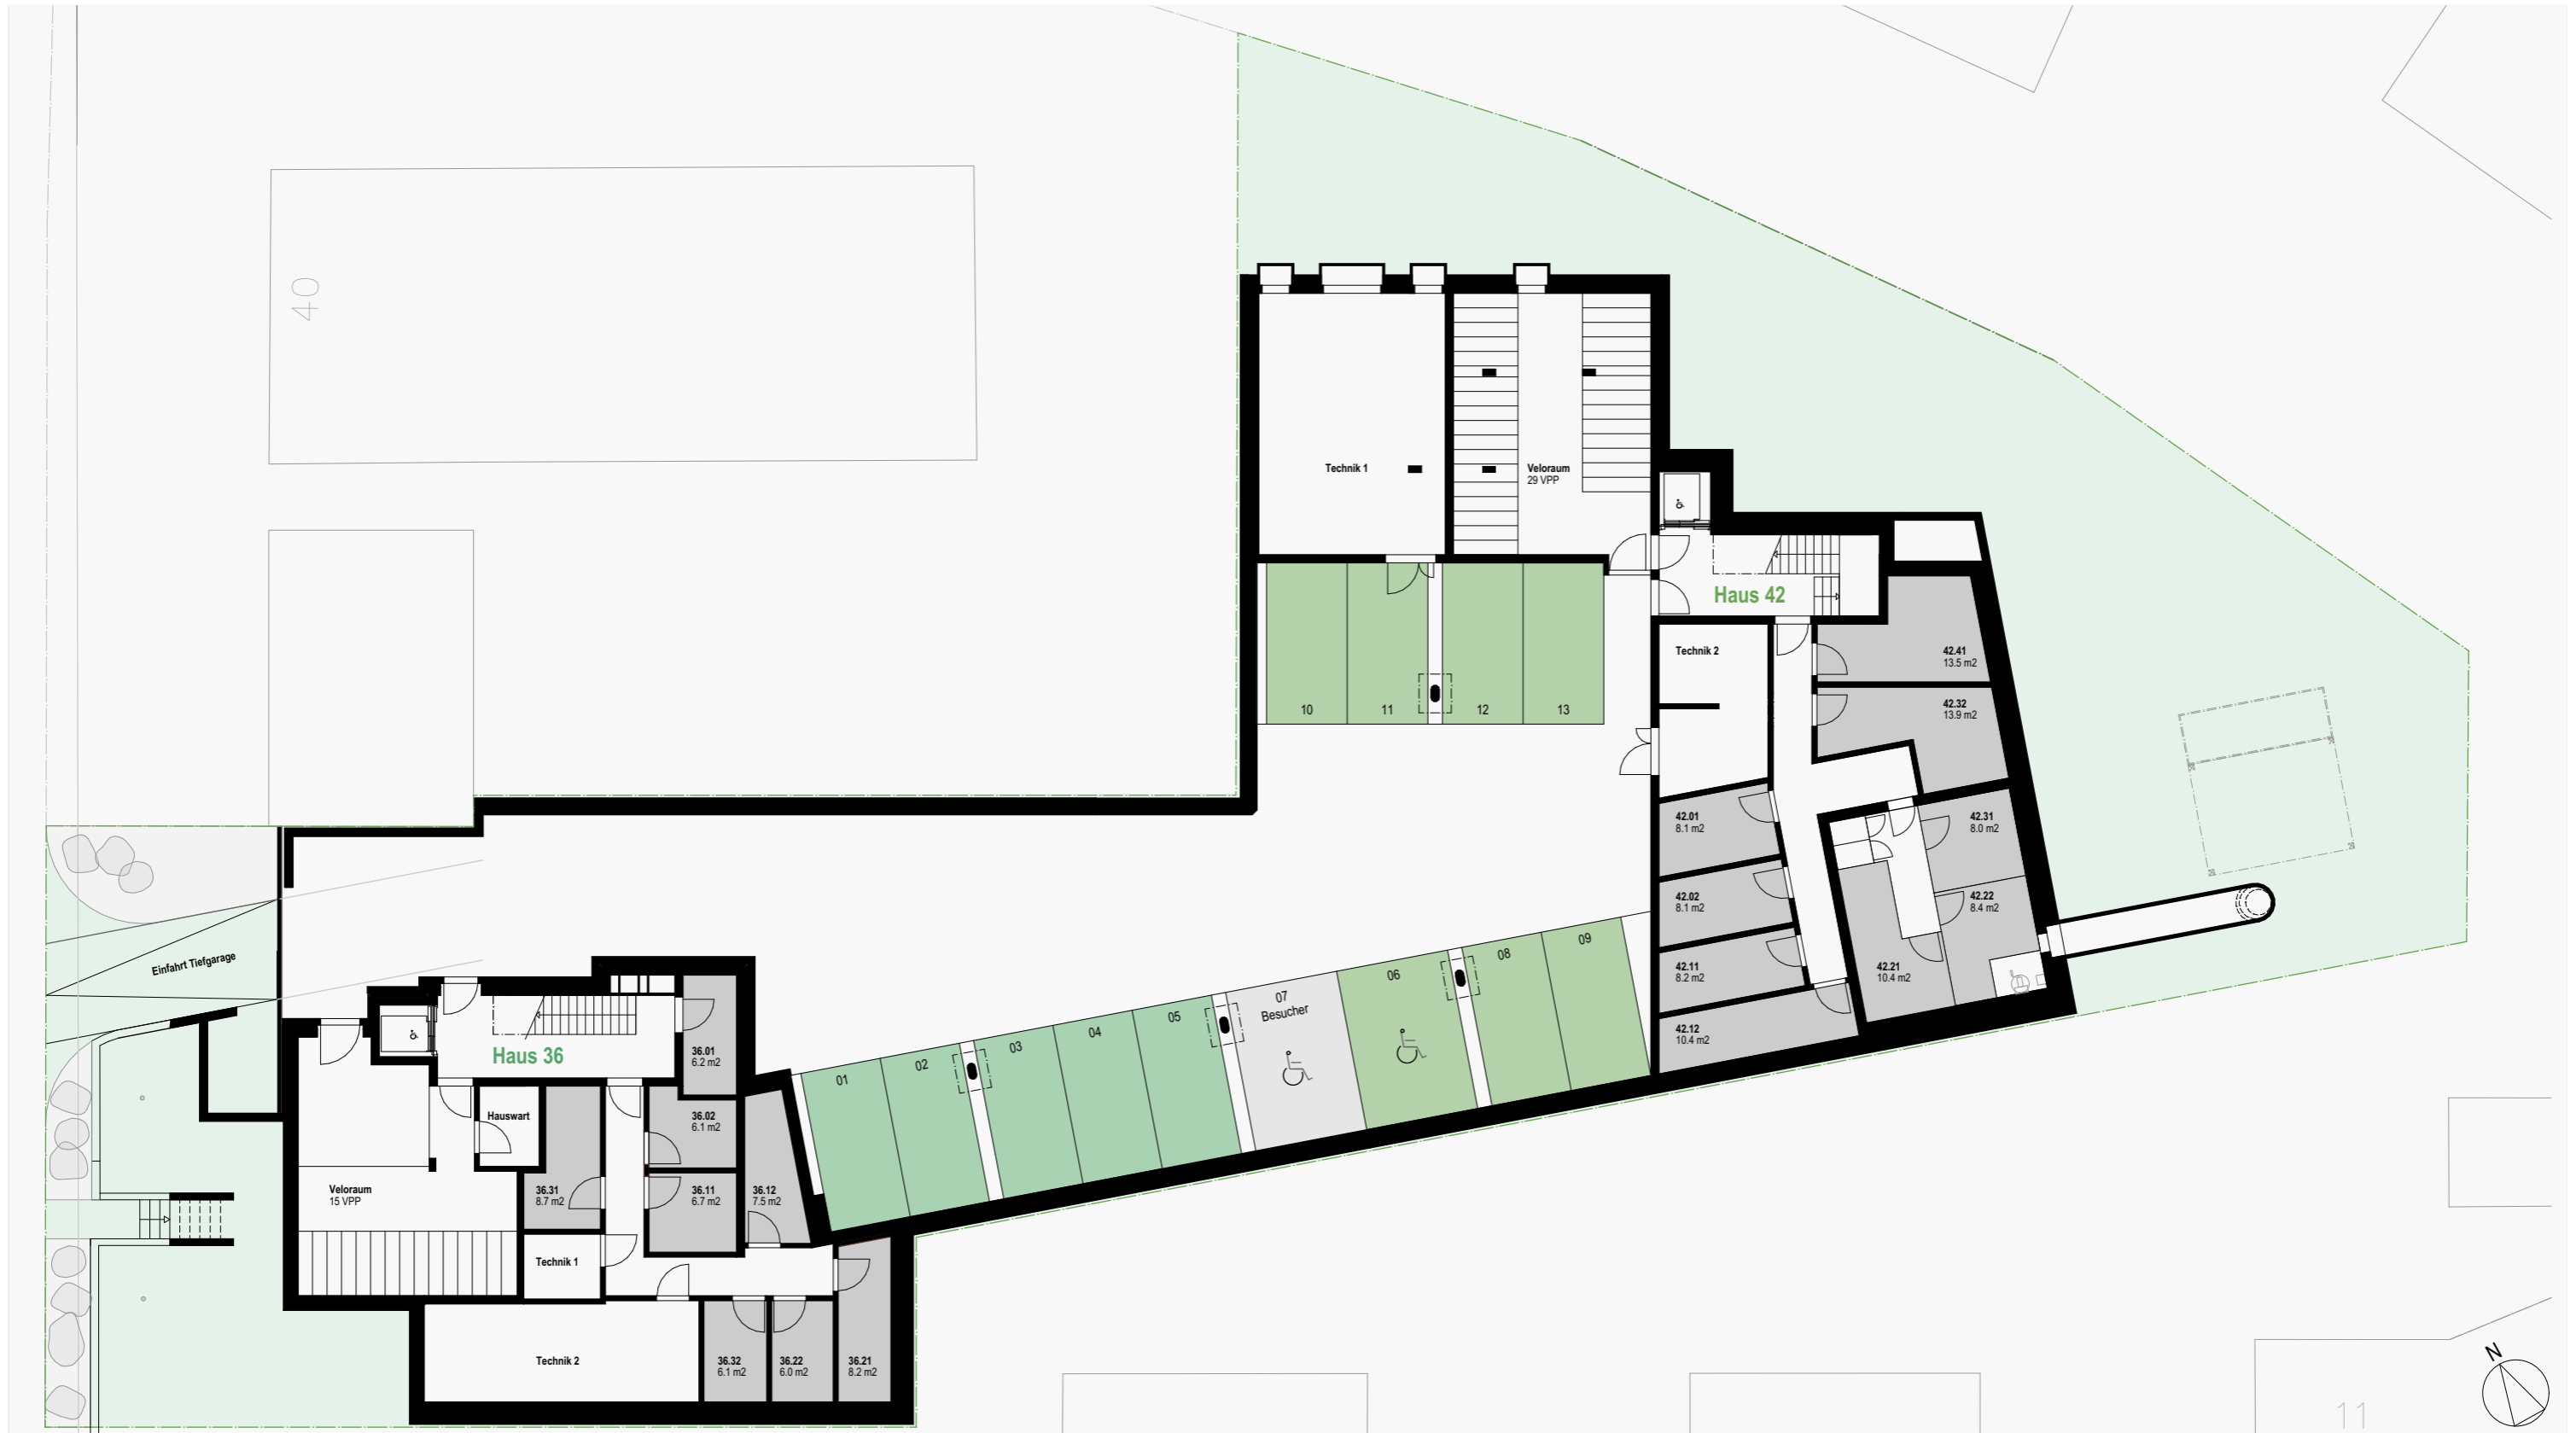 40
Technik 1
Veloraum
29 VPP
Haus 42
Technik 2
42.41
13.5 m2
42.32
13.9 m2
10
11
12
13
42.01
8.1 m2
42.31
8.0 m2
42.02
8.1 m2
42.22
8.4 m2
42.11
8.2 m2
42.21
10.4 m2
42.12
10.4 m2
Einfahrt Tiefgarage
Haus 36
01
02
03
04
05
07
Besucher
06
08
09
36.01
6.2 m2
Hauswart
36.02
6.1 m2
Veloraum
15 VPP
36.31
8.7 m2
36.11
6.7 m2
36.12
7.5 m2
Technik 1
Technik 2
36.32
6.1 m2
36.22
6.0 m2
36.21
8.2 m2
N
11